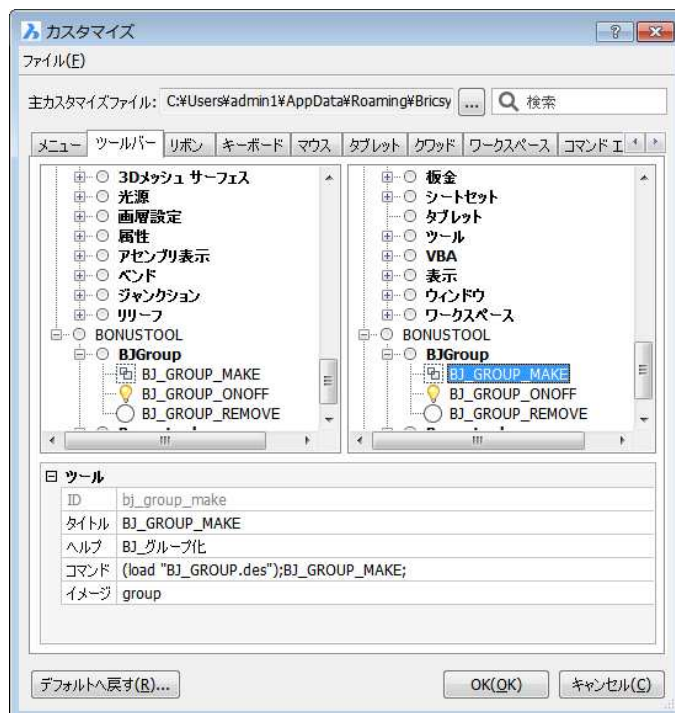 カスタマイズ
ファイル(F)
主カスタマイズファイル: C:¥Users¥admin1¥AppData¥Roaming¥Bricsy ... 検索
メニュー ツールバー リボン キーボード マウス タブレット クワッド ワークスペース コマンド エ
3Dメッシュ サーフェス
光源
画層設定
属性
アセンブリ表示
ベンド
ジャンクション
リリーフ
BONUSTOOL
BJGroup
BJ_GROUP_MAKE
BJ_GROUP_ONOFF
BJ_GROUP_REMOVE
板金
シートセット
タブレット
ツール
VBA
表示
ウィンドウ
ワークスペース
BONUSTOOL
BJGroup
BJ_GROUP_MAKE
BJ_GROUP_ONOFF
BJ_GROUP_REMOVE
ツール
ID bj_group_make
タイトル BJ_GROUP_MAKE
ヘルプ BJ_グループ化
コマンド (load "BJ_GROUP.des");BJ_GROUP_MAKE;
イメージ group
デフォルトへ戻す(R)... OK(OK) キャンセル(C)